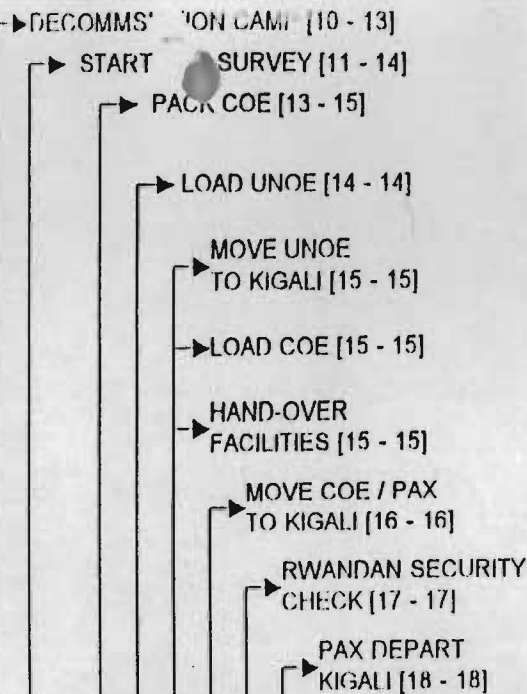 [10 - 13]
START SURVEY [11 - 14]
PACK COE [13 - 15]
LOAD UNOE [14 - 14]
MOVE UNOE
TO KIGALI [15 - 15]
LOAD COE [15 - 15]
HAND-OVER
FACILITIES [15 - 15]
MOVE COE / PAX
TO KIGALI [16 - 16]
RWANDAN SECURITY
CHECK [17 - 17]
PAX DEPART
KIGALI [18 - 18]